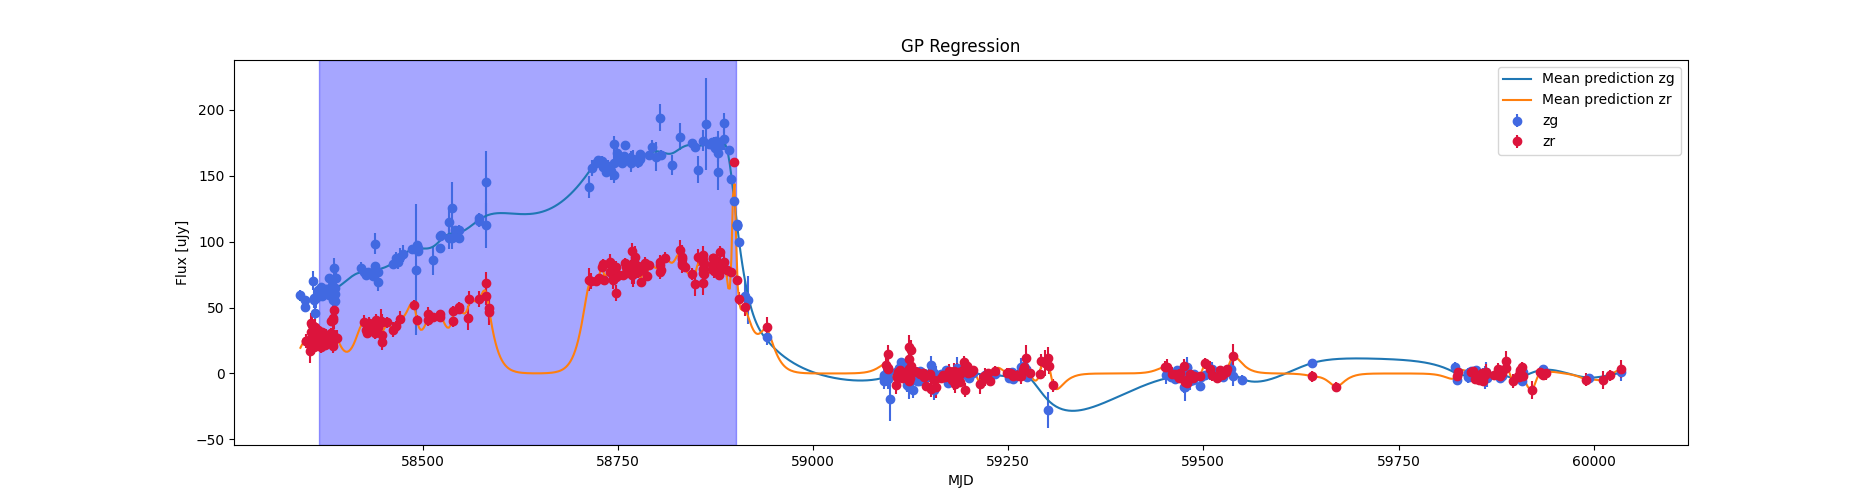 GP Regression
Mean prediction zg
Mean prediction zr
zg
zr
Flux [uJy]
200
150
100
50
0
−50
58500
58750
59000
59250
59500
59750
60000
MJD